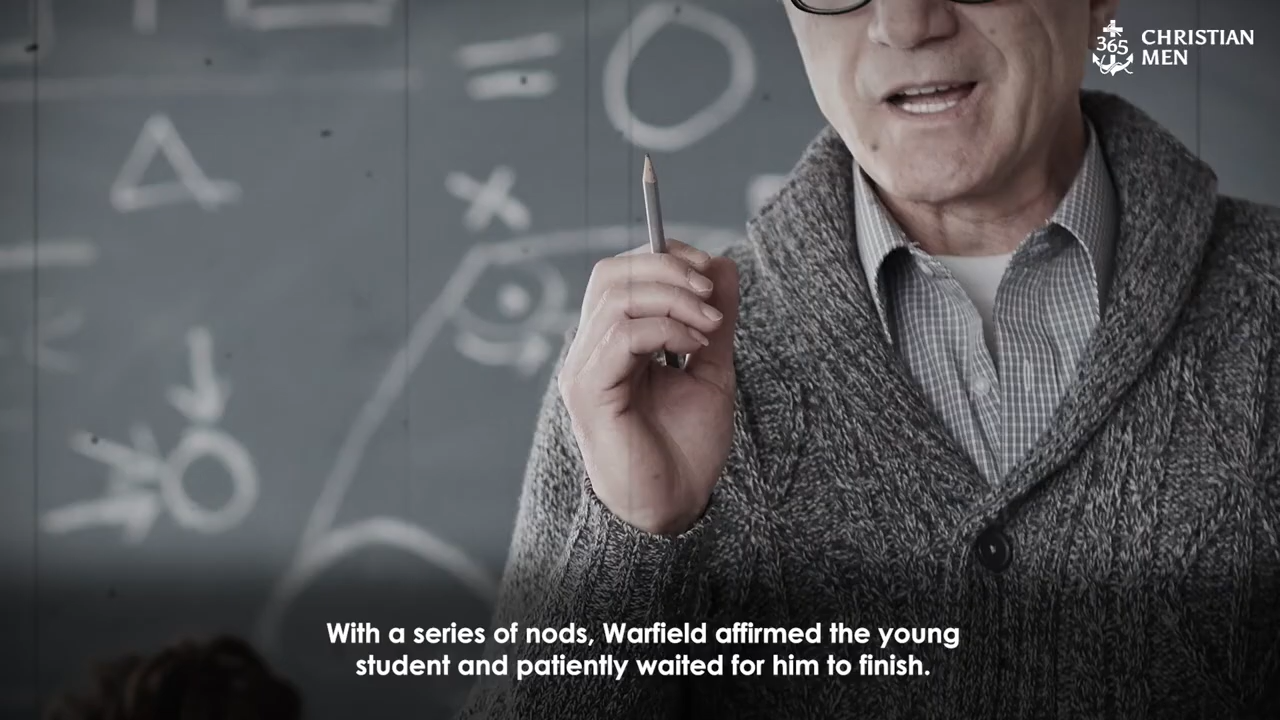 365
CHRISTIAN
MEN
With a series of nods, Warfield affirmed the young
student and patiently waited for him to finish.